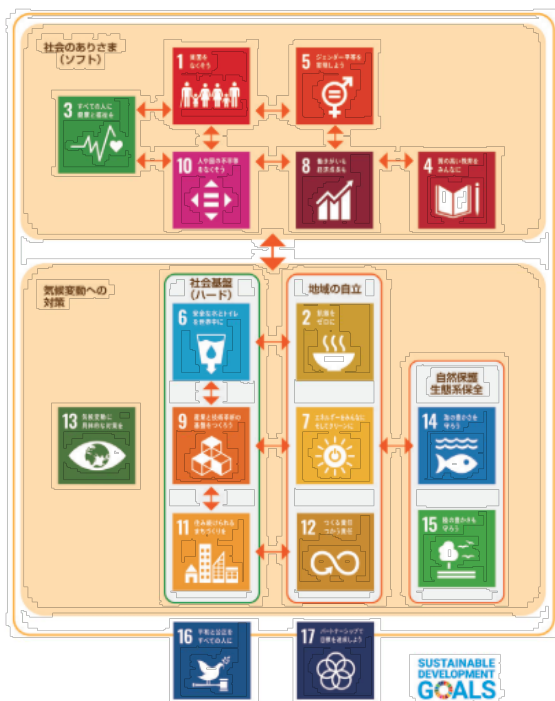 社会のありさま
（ソフト）
1 貧困を
なくそう
5 ジェンダー平等を
実現しよう
3 すべての人に
健康と福祉を
10 人や国の不平等
をなくそう
8 働きがいも
経済成長も
4 質の高い教育を
みんなに
気候変動への
対策
社会基盤
（ハード）
地域の自立
6 安全な水とトイレ
を世界中に
2 飢餓を
ゼロに
自然保護
生態系保全
13 気候変動に
具体的な対策を
9 産業と技術革新の
基盤をつくろう
7 エネルギーをみんなに
そしてクリーンに
14 海の豊かさを
守ろう
11 住み続けられる
まちづくりを
12 つくる責任
つかう責任
15 陸の豊かさも
守ろう
16 平和と公正を
すべての人に
17 パートナーシップで
目標を達成しよう
SUSTAINABLE
DEVELOPMENT
GOALS